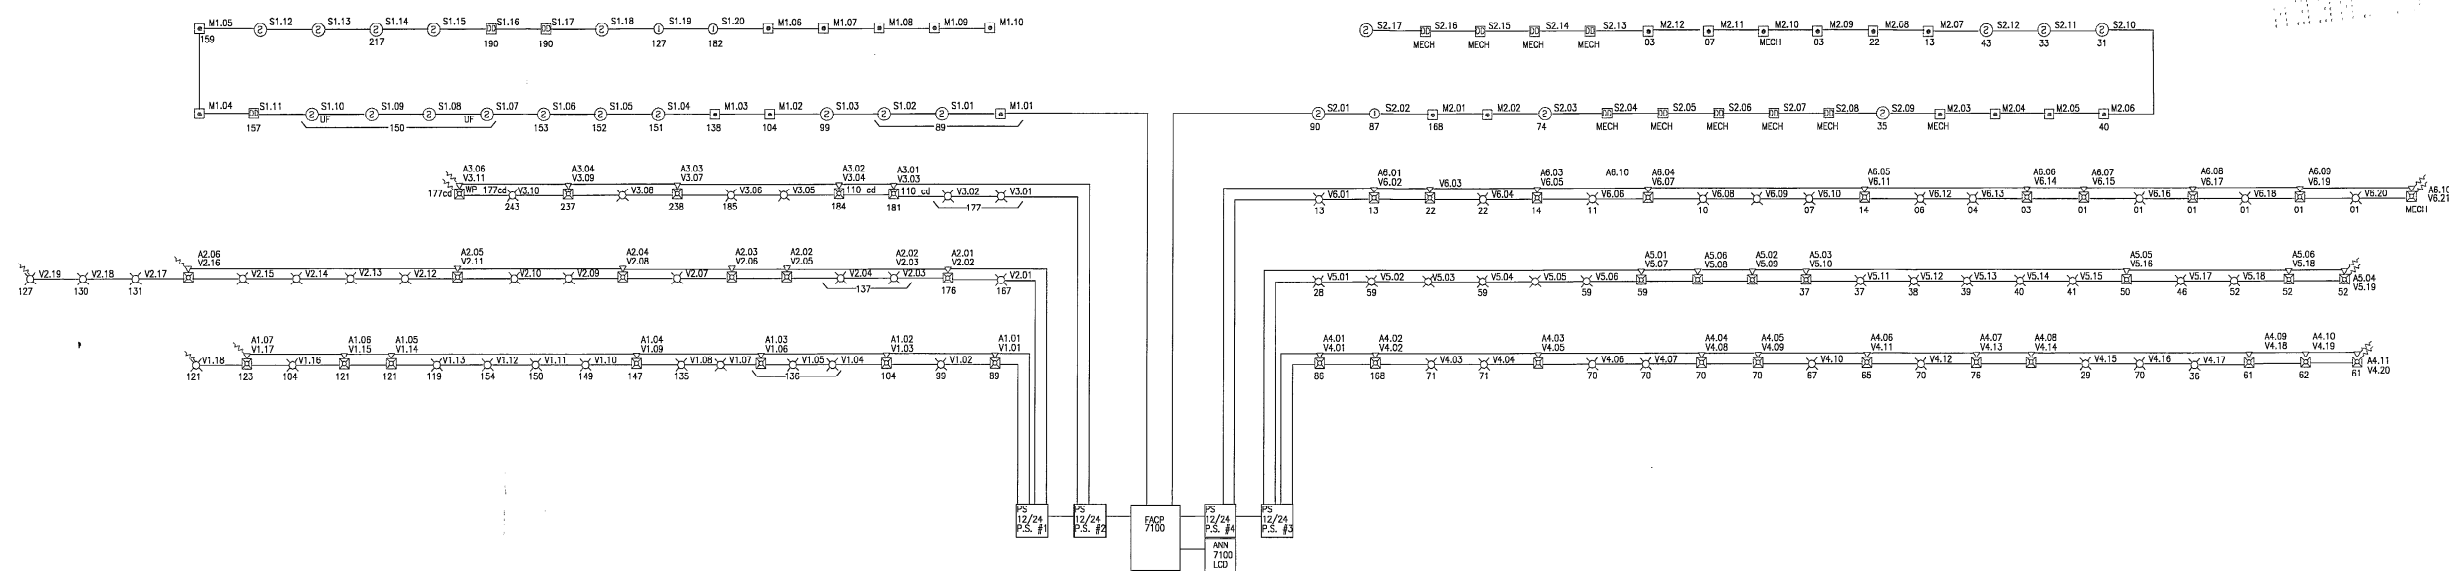 M1.05 S1.12 S1.13 S1.14 S1.15 S1.16 S1.17 S1.18 S1.19 S1.20 M1.06 M1.07 M1.08 M1.09 M1.10
159 217 190 190 127 182
S2.17 S2.16 S2.15 S2.14 S2.13 M2.12 M2.11 M2.10 M2.09 M2.08 M2.07 S2.12 S2.11 S2.10
MECH MECH MECH MECH 03 07 MECH 03 22 13 43 33 31
M1.04 S1.11 S1.10 S1.09 S1.08 S1.07 S1.06 S1.05 S1.04 M1.03 M1.02 S1.03 S1.02 S1.01 M1.01
UF UF
157 150 153 152 151 138 104 99 89
S2.01 S2.02 M2.01 M2.02 S2.03 S2.04 S2.05 S2.06 S2.07 S2.08 S2.09 M2.03 M2.04 M2.05 M2.06
90 87 168 74 MECH MECH MECH MECH MECH 35 MECH 40
A3.06 A3.04 A3.03 A3.02 A3.01
V3.11 V3.09 V3.07 V3.04 V3.03
177cd WP 177cd V3.10 V3.08 V3.06 V3.05 110 cd 110 cd V3.02 V3.01
243 237 238 185 184 181 177
A6.01 A6.03 A6.10 A6.04 A6.05 A6.06 A6.07 A6.08 A6.09
V6.02 V6.03 V6.05 V6.07 V6.11 V6.14 V6.15 V6.17 V6.19
V6.01 V6.04 V6.06 V6.08 V6.09 V6.10 V6.12 V6.13 V6.16 V6.18 V6.20 A6.10
V6.21
13 13 22 22 14 11 10 07 14 06 04 03 01 01 01 01 01 01 MECH
A2.06 A2.05 A2.04 A2.03 A2.02 A2.02 A2.01
V2.16 V2.11 V2.08 V2.06 V2.05 V2.03 V2.02
V2.19 V2.18 V2.17 V2.15 V2.14 V2.13 V2.12 V2.10 V2.09 V2.07 V2.04 V2.03 V2.01
127 130 131 137 176 167
A5.01 A5.06 A5.02 A5.03 A5.05 A5.06
V5.07 V5.08 V5.09 V5.10 V5.16 V5.18
V5.01 V5.02 V5.03 V5.04 V5.05 V5.06 V5.11 V5.12 V5.13 V5.14 V5.15 V5.17 V5.18 A5.04
V5.19
28 59 59 59 59 37 37 38 39 40 41 50 46 52 52 52
A1.07 A1.06 A1.05 A1.04 A1.03 A1.02 A1.01
V1.17 V1.15 V1.14 V1.09 V1.06 V1.03 V1.01
V1.18 V1.16 V1.13 V1.12 V1.11 V1.10 V1.08 V1.07 V1.05 V1.04 V1.02
121 123 104 121 121 119 154 150 149 147 135 136 104 99 89
A4.01 A4.02 A4.03 A4.04 A4.05 A4.06 A4.07 A4.08 A4.09 A4.10
V4.01 V4.02 V4.05 V4.08 V4.09 V4.11 V4.13 V4.14 V4.18 V4.19
V4.03 V4.04 V4.06 V4.07 V4.10 V4.12 V4.15 V4.16 V4.17 A4.11
V4.20
86 168 71 71 70 70 70 70 67 65 70 76 29 70 36 61 62 61
PS
12/24
P.S. #1
PS
12/24
P.S. #2
FACP
7100
PS
12/24
P.S. #4
PS
12/24
P.S. #3
ANN
7100
LCD